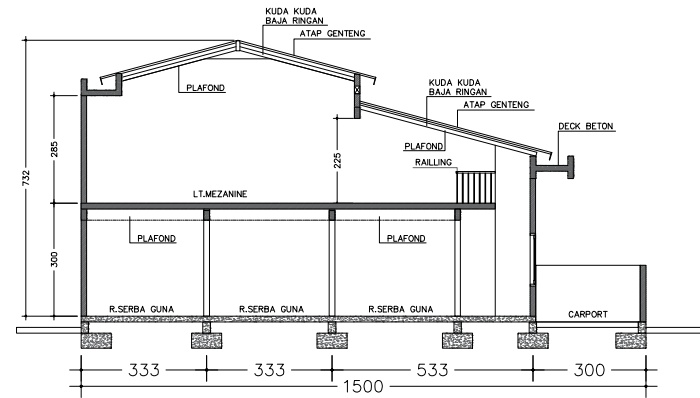 KUDA KUDA
BAJA RINGAN
ATAP GENTENG
KUDA KUDA
BAJA RINGAN
ATAP GENTENG
PLAFOND
DECK BETON
PLAFOND
RAILLING
732
285
225
LT.MEZANINE
PLAFOND
PLAFOND
300
R.SERBA GUNA
R.SERBA GUNA
R.SERBA GUNA
CARPORT
333
333
533
300
1500